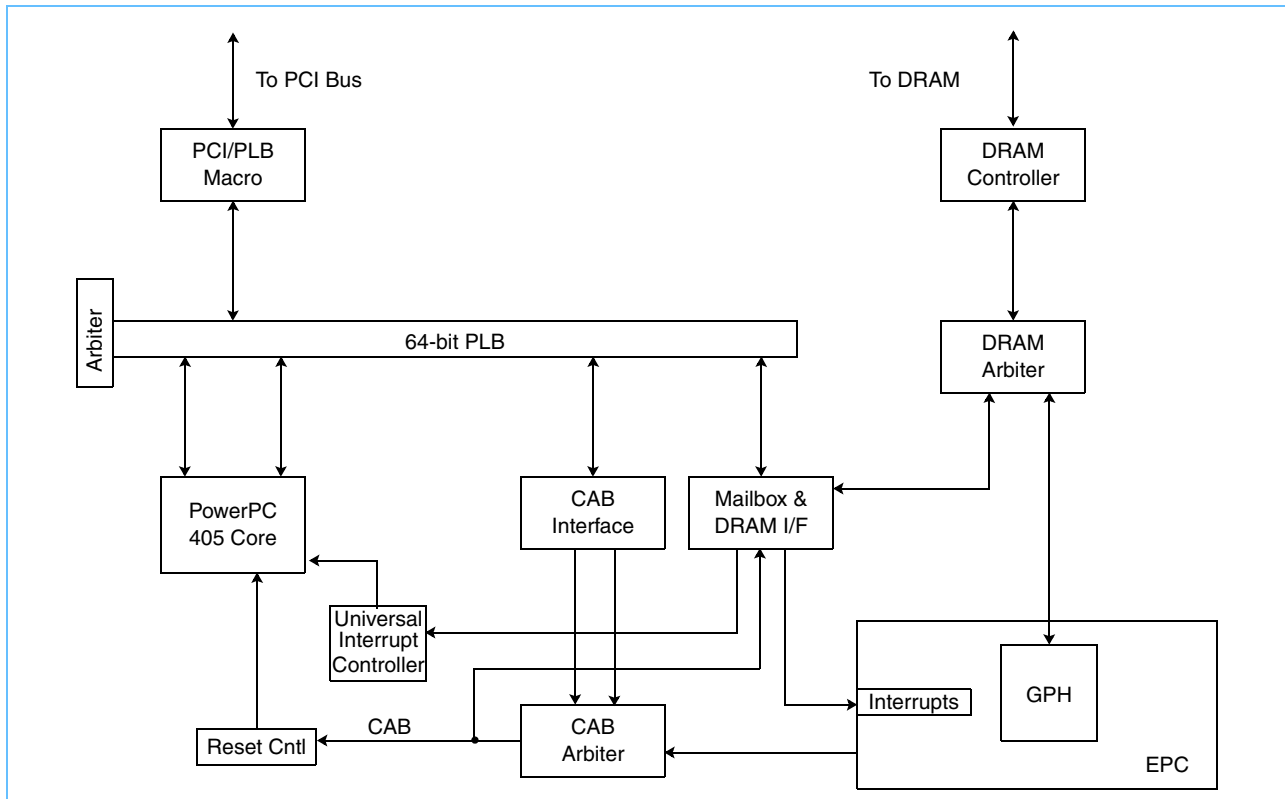 To PCI Bus
To DRAM
PCI/PLB
Macro
DRAM
Controller
Arbiter
64-bit PLB
DRAM
Arbiter
PowerPC
405 Core
CAB
Interface
Mailbox &
DRAM I/F
Universal
Interrupt
Controller
Interrupts
GPH
CAB
Reset Cntl
CAB
Arbiter
EPC